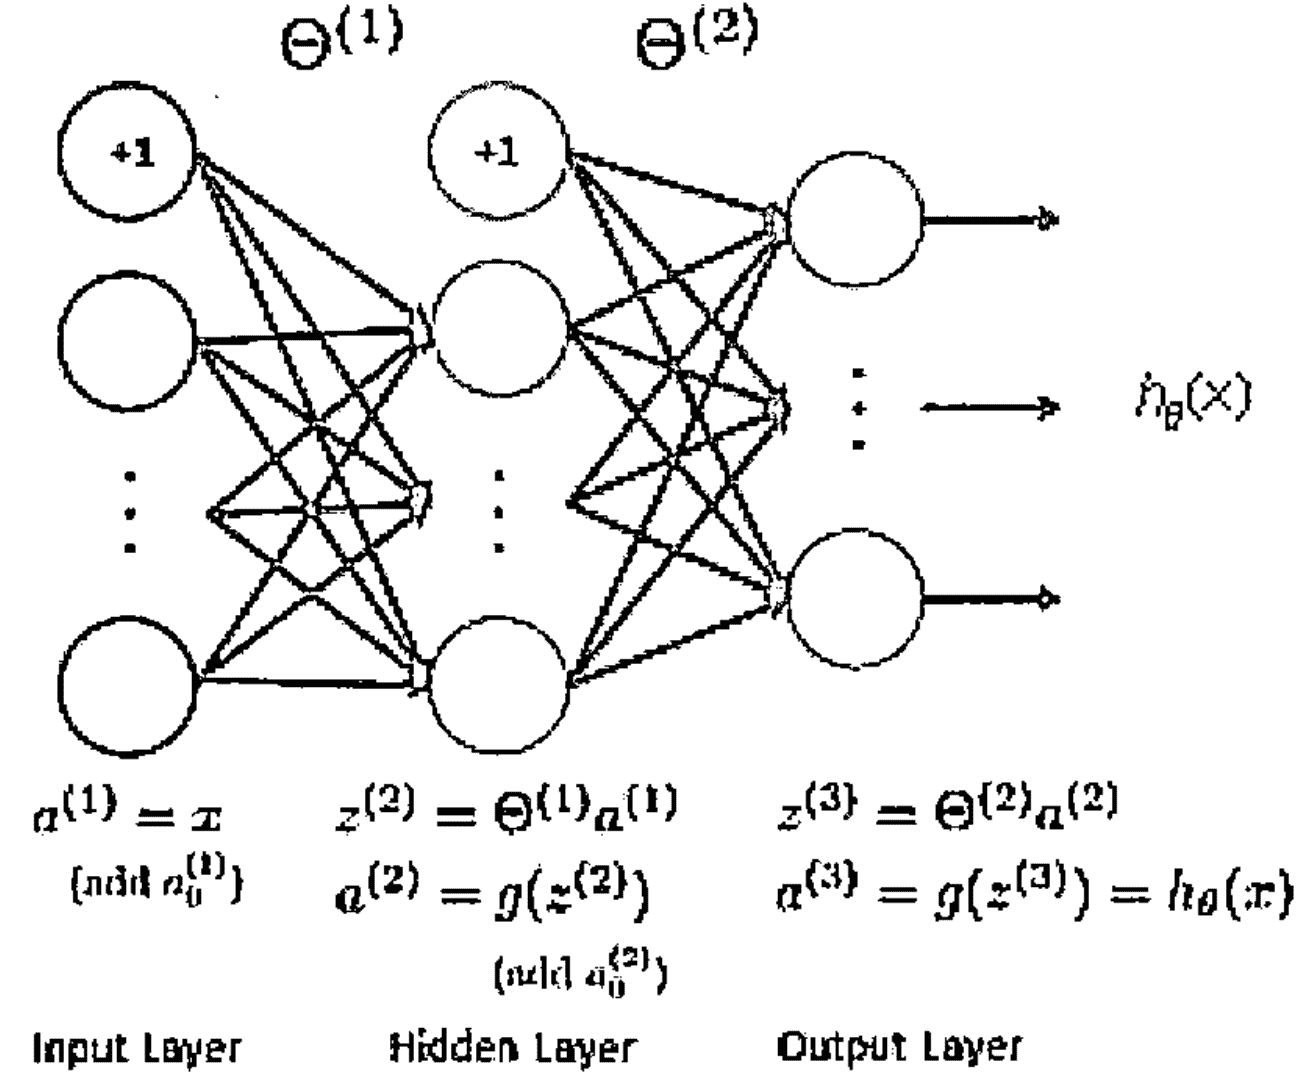 Θ⁽¹⁾ Θ⁽²⁾
+1 +1
hθ(x)
a⁽¹⁾ = x z⁽²⁾ = Θ⁽¹⁾a⁽¹⁾ z⁽³⁾ = Θ⁽²⁾a⁽²⁾
(add a₀⁽¹⁾) a⁽²⁾ = g(z⁽²⁾) a⁽³⁾ = g(z⁽³⁾) = hθ(x)
(add a₀⁽²⁾)
Input Layer Hidden Layer Output Layer